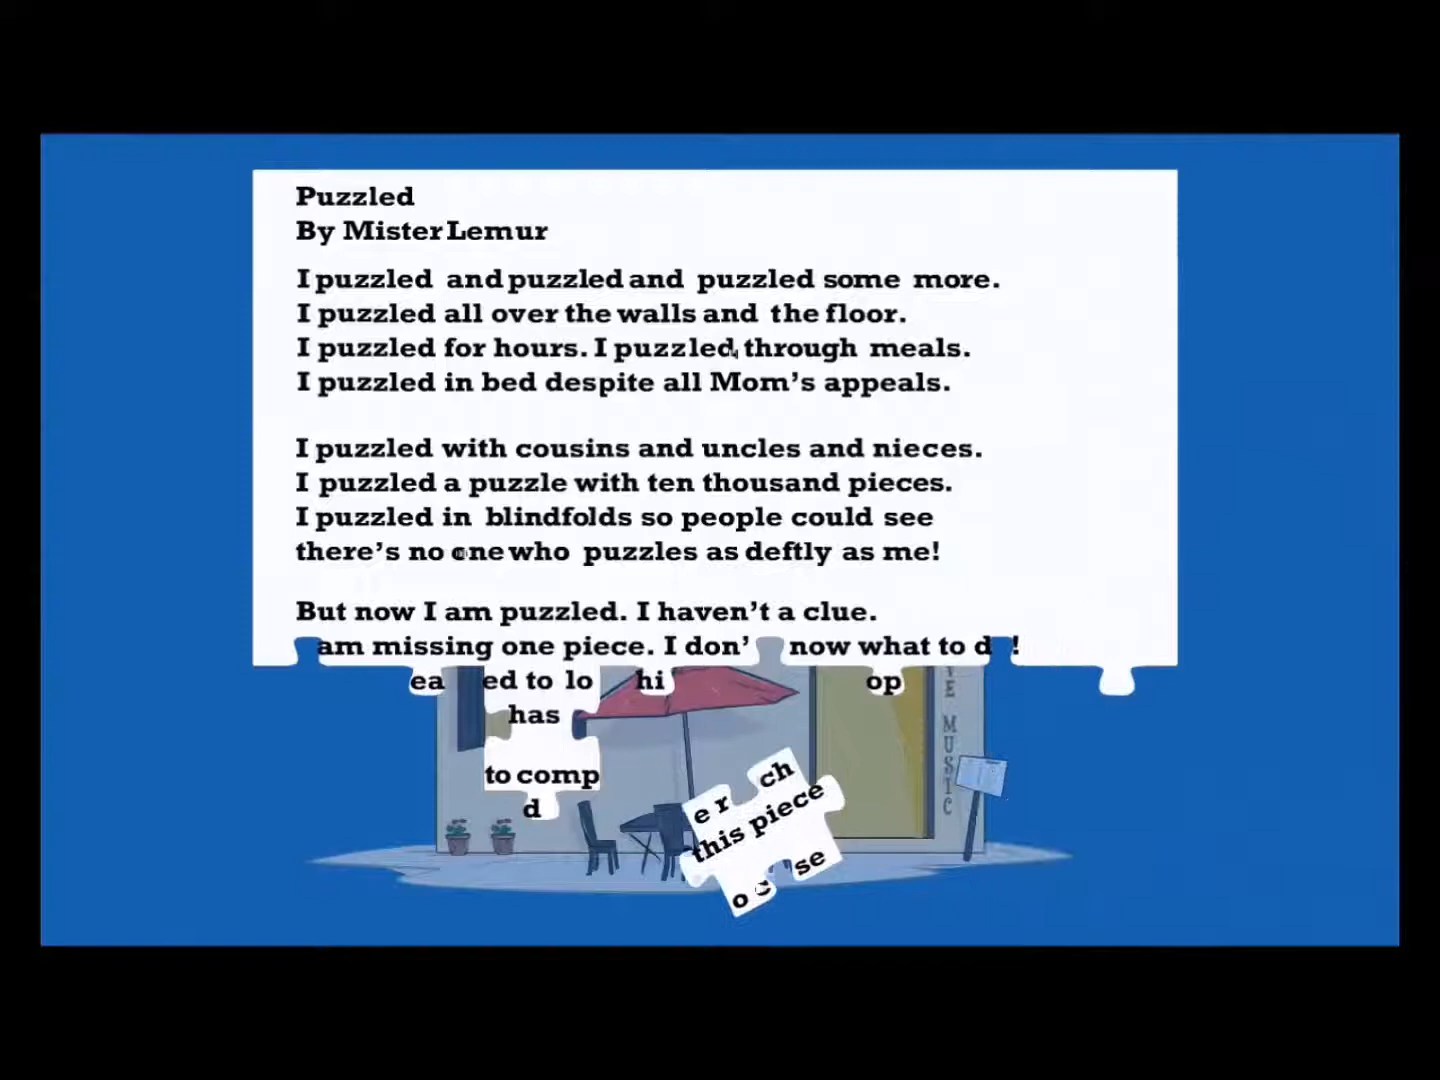 Puzzled
By Mister Lemur
I puzzled and puzzled and puzzled some more.
I puzzled all over the walls and the floor.
I puzzled for hours. I puzzled through meals.
I puzzled in bed despite all Mom's appeals.
I puzzled with cousins and uncles and nieces.
I puzzled a puzzle with ten thousand pieces.
I puzzled in blindfolds so people could see
there's no one who puzzles as deftly as me!
But now I am puzzled. I haven't a clue.
am missing one piece. I don' now what to d !
ea ed to lo hi op
has
to comp
d
e r ch
this piece
o c se
VE MUSIC